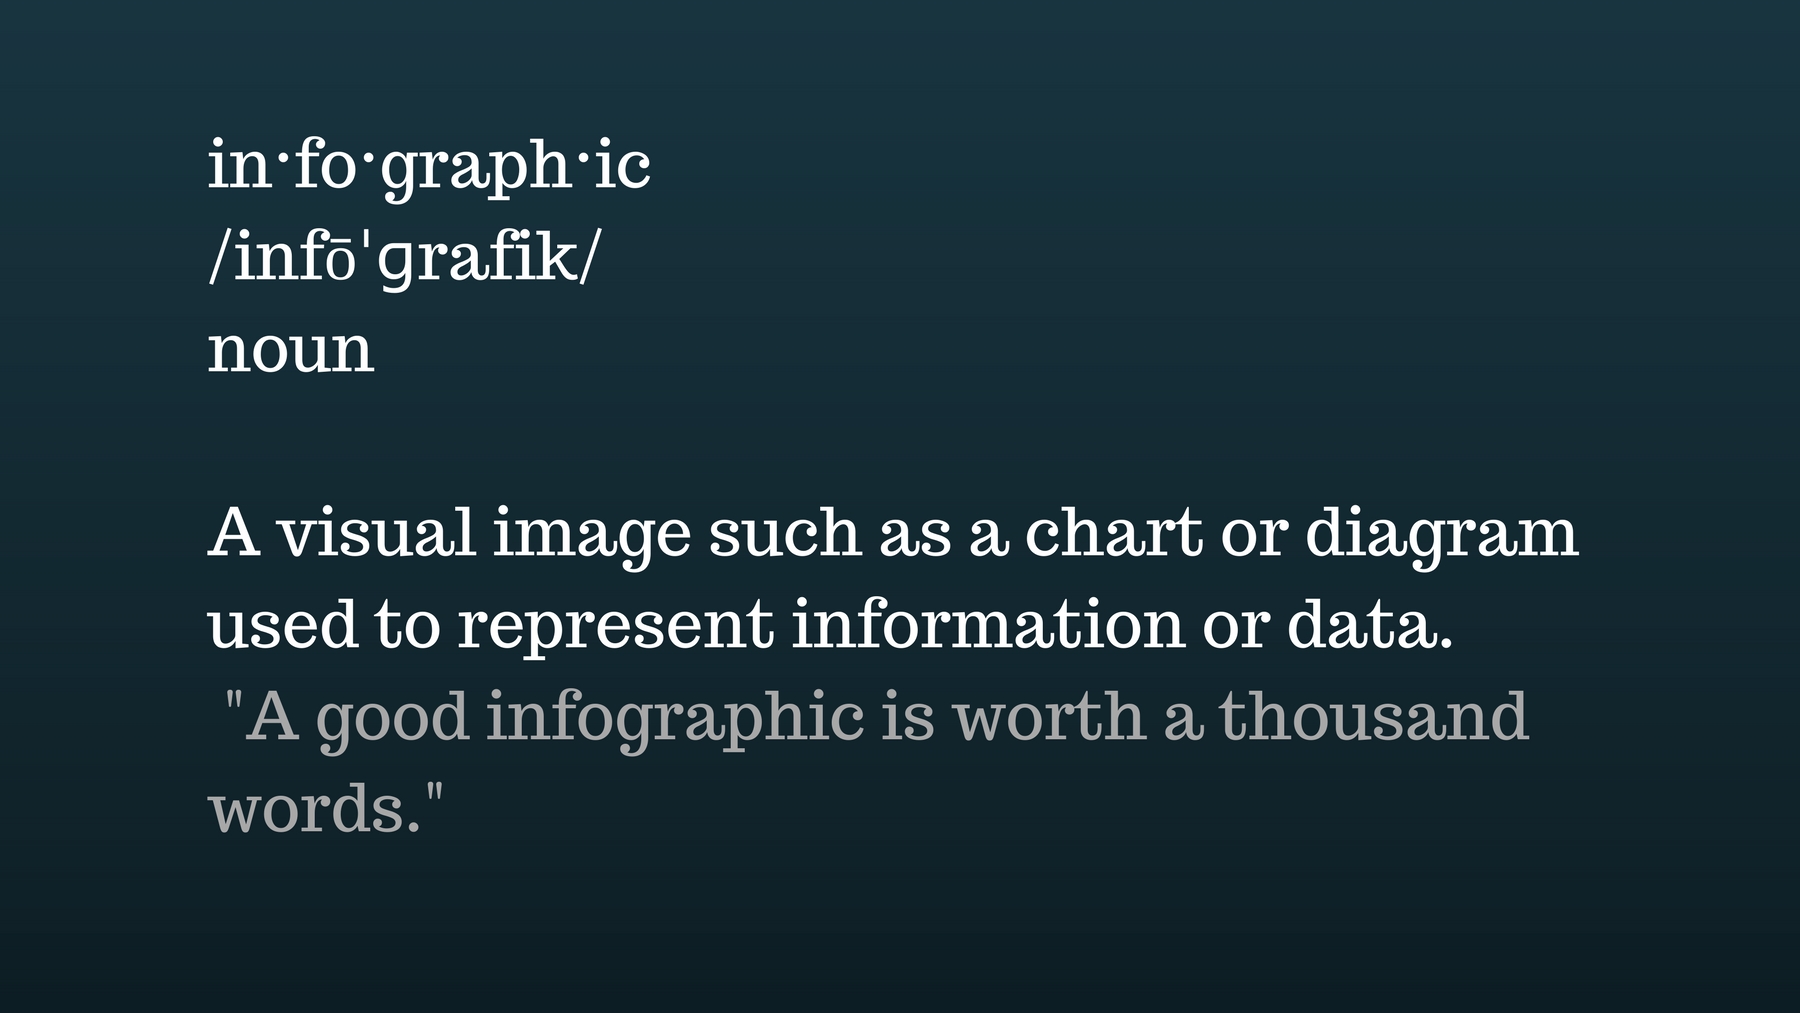 in·fo·graph·ic
/infōˈɡrafik/
noun
A visual image such as a chart or diagram
used to represent information or data.
"A good infographic is worth a thousand
words."